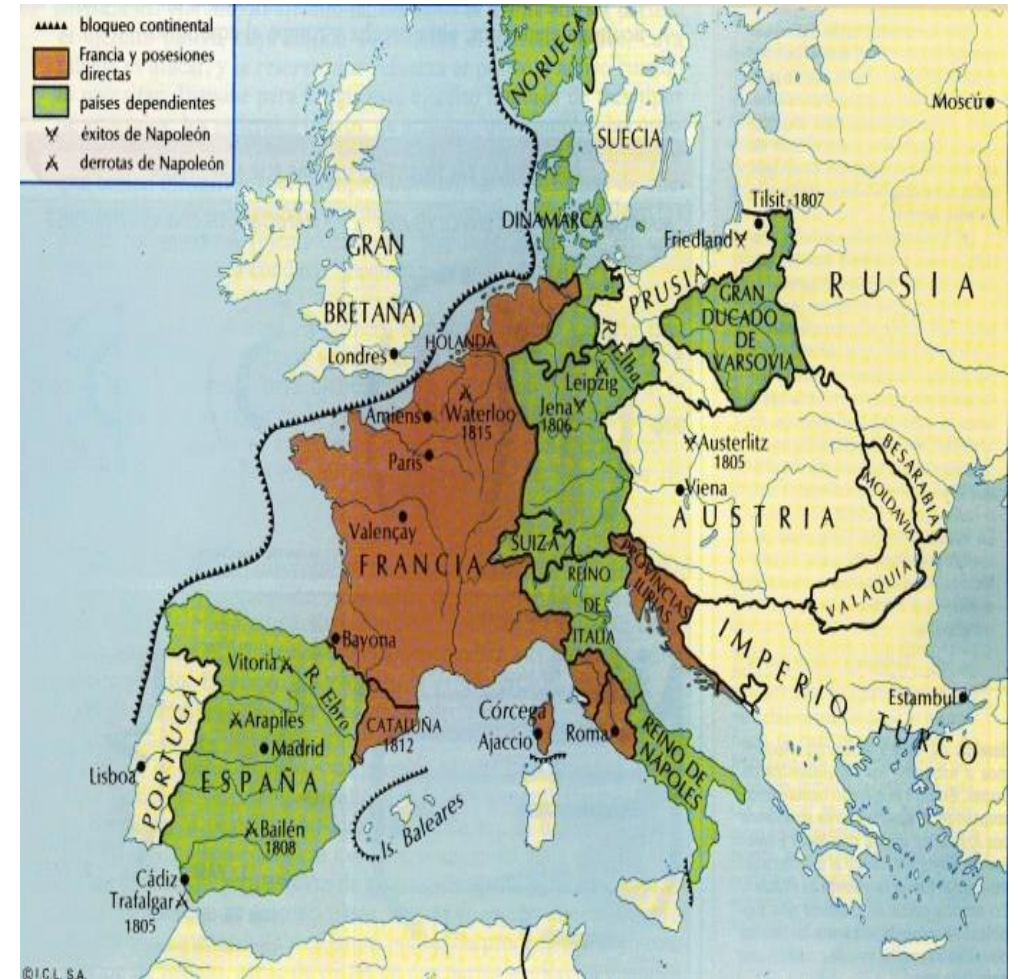 bloqueo continental
Francia y posesiones
directas
países dependientes
éxitos de Napoleón
derrotas de Napoleón
NORUEGA
SUECIA
Moscú
DINAMARCA
Tilsit 1807
Friedland
GRAN
BRETAÑA
Londres
HOLANDA
PRUSIA
R. Elba
GRAN
DUCADO
DE
VARSOVIA
RUSIA
Leipzig
Jena
1806
Amiens
Waterloo
1815
París
Austerlitz
1805
Viena
AUSTRIA
BESARABIA
MOLDAVIA
VALAQUIA
Valençay
FRANCIA
SUIZA
REINO
DE
ITALIA
PROVINCIAS
ILIRIAS
IMPERIO
TURCO
Estambul
Bayona
Vitoria
R. Ebro
CATALUÑA
1812
Córcega
Ajaccio
Roma
REINO DE
NAPOLES
Arapiles
Madrid
ESPAÑA
PORTUGAL
Lisboa
Bailén
1808
Is. Baleares
Cádiz
Trafalgar
1805
©I.C.L. S.A.